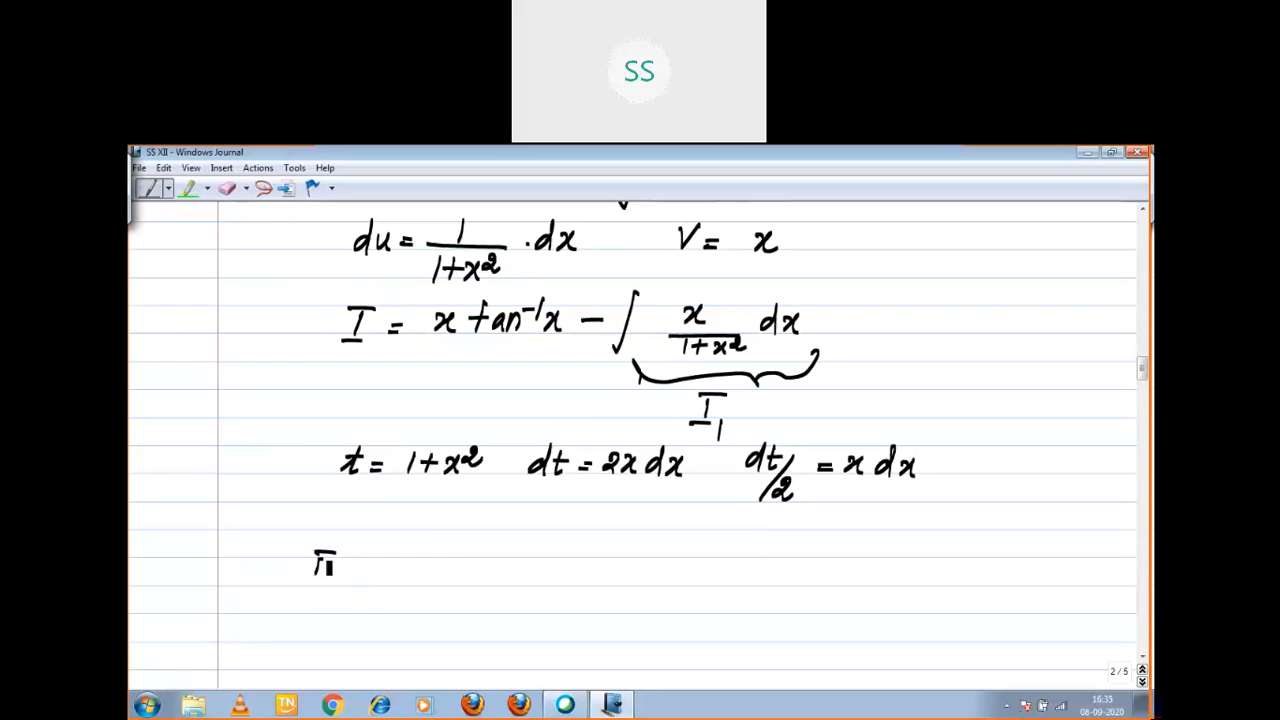 SS
SS XII - Windows Journal
File Edit View Insert Actions Tools Help
du = 1/(1+x²) · dx V = x
I = x tan⁻¹x − ∫ x/(1+x²) dx
I₁
t = 1+x² dt = 2x dx dt/2 = x dx
2 / 5
TN
16:35
08-09-2020